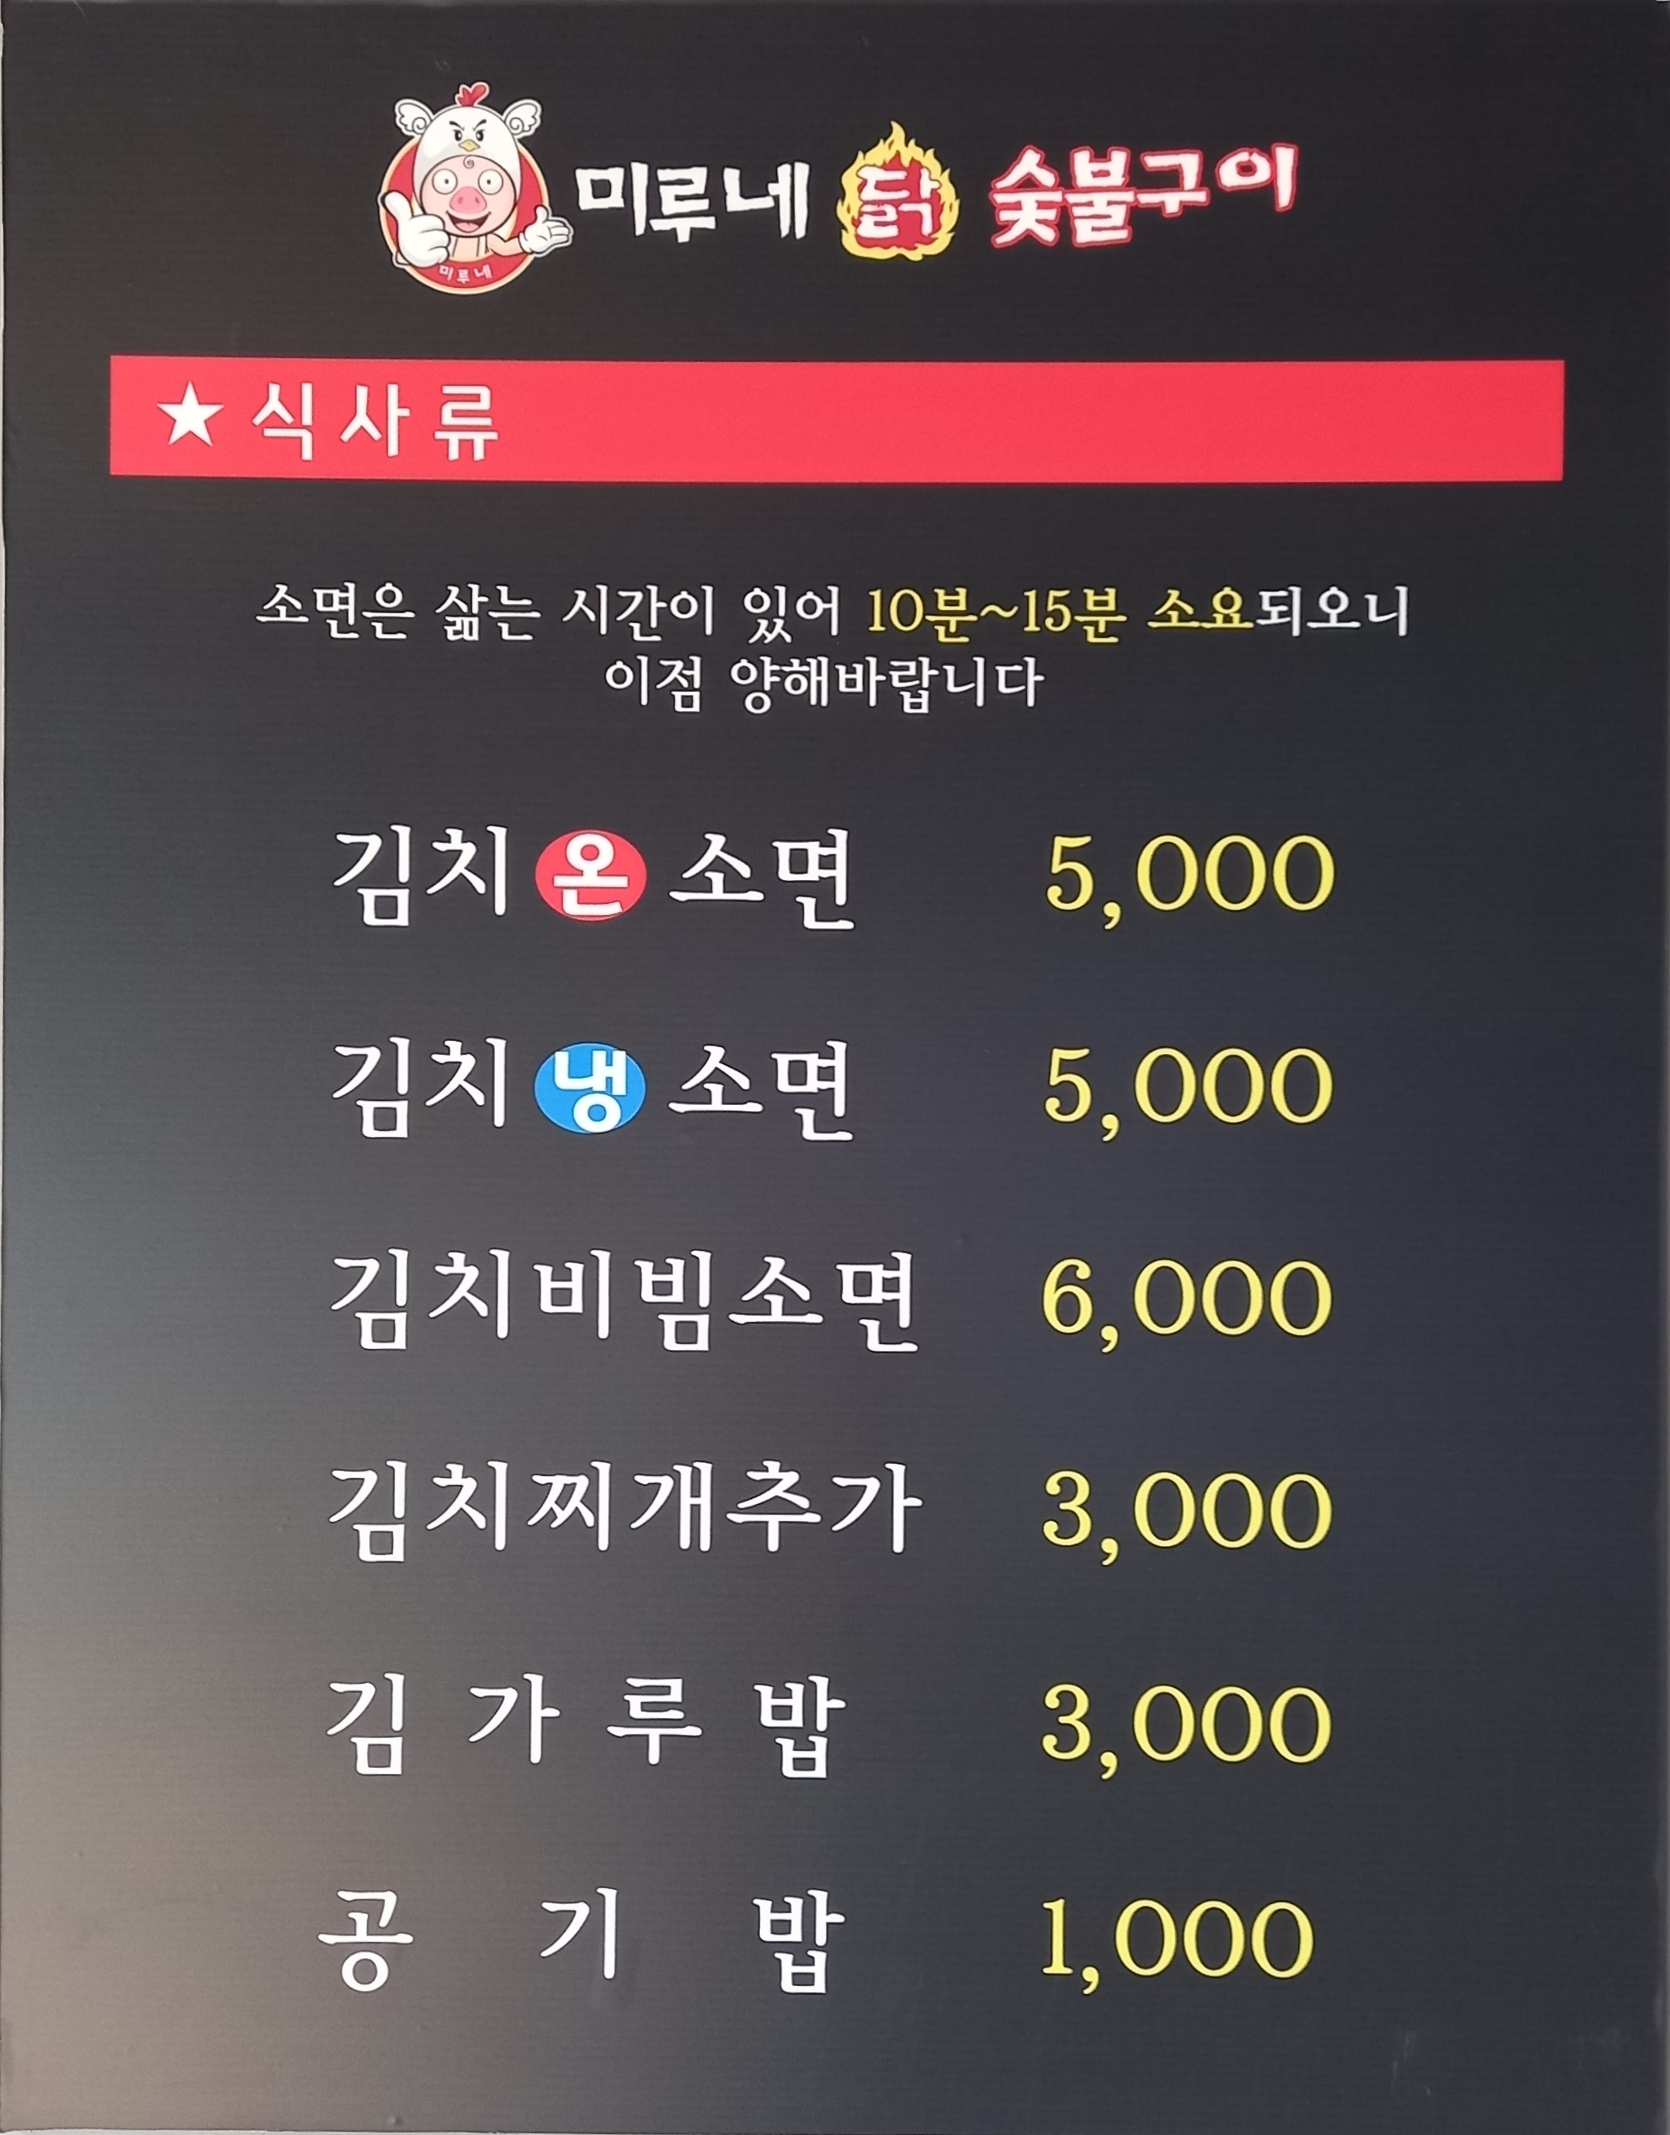 미루네 닭 숯불구이
미루네
★식사류
소면은 삶는 시간이 있어 10분~15분 소요되오니
이점 양해바랍니다
김치 온 소면 5,000
김치 냉 소면 5,000
김치비빔소면 6,000
김치찌개추가 3,000
김가루밥 3,000
공기밥 1,000